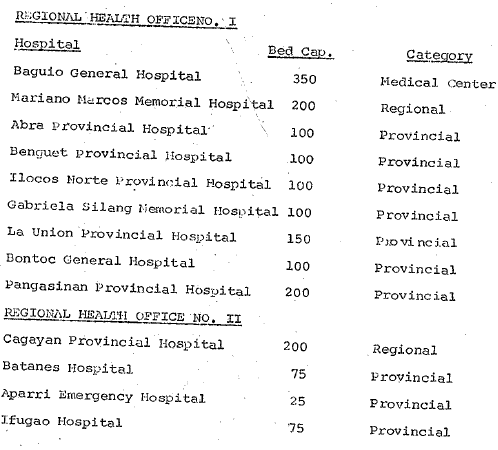 REGIONAL HEALTH OFFICENO. I
Hospital Bed Cap. Category
Baguio General Hospital 350 Medical Center
Mariano Marcos Memorial Hospital 200 Regional
Abra Provincial Hospital 100 Provincial
Benguet Provincial Hospital 100 Provincial
Ilocos Norte Provincial Hospital 100 Provincial
Gabriela Silang Memorial Hospital 100 Provincial
La Union Provincial Hospital 150 Provincial
Bontoc General Hospital 100 Provincial
Pangasinan Provincial Hospital 200 Provincial
REGIONAL HEALTH OFFICE NO. II
Cagayan Provincial Hospital 200 Regional
Batanes Hospital 75 Provincial
Aparri Emergency Hospital 25 Provincial
Ifugao Hospital 75 Provincial